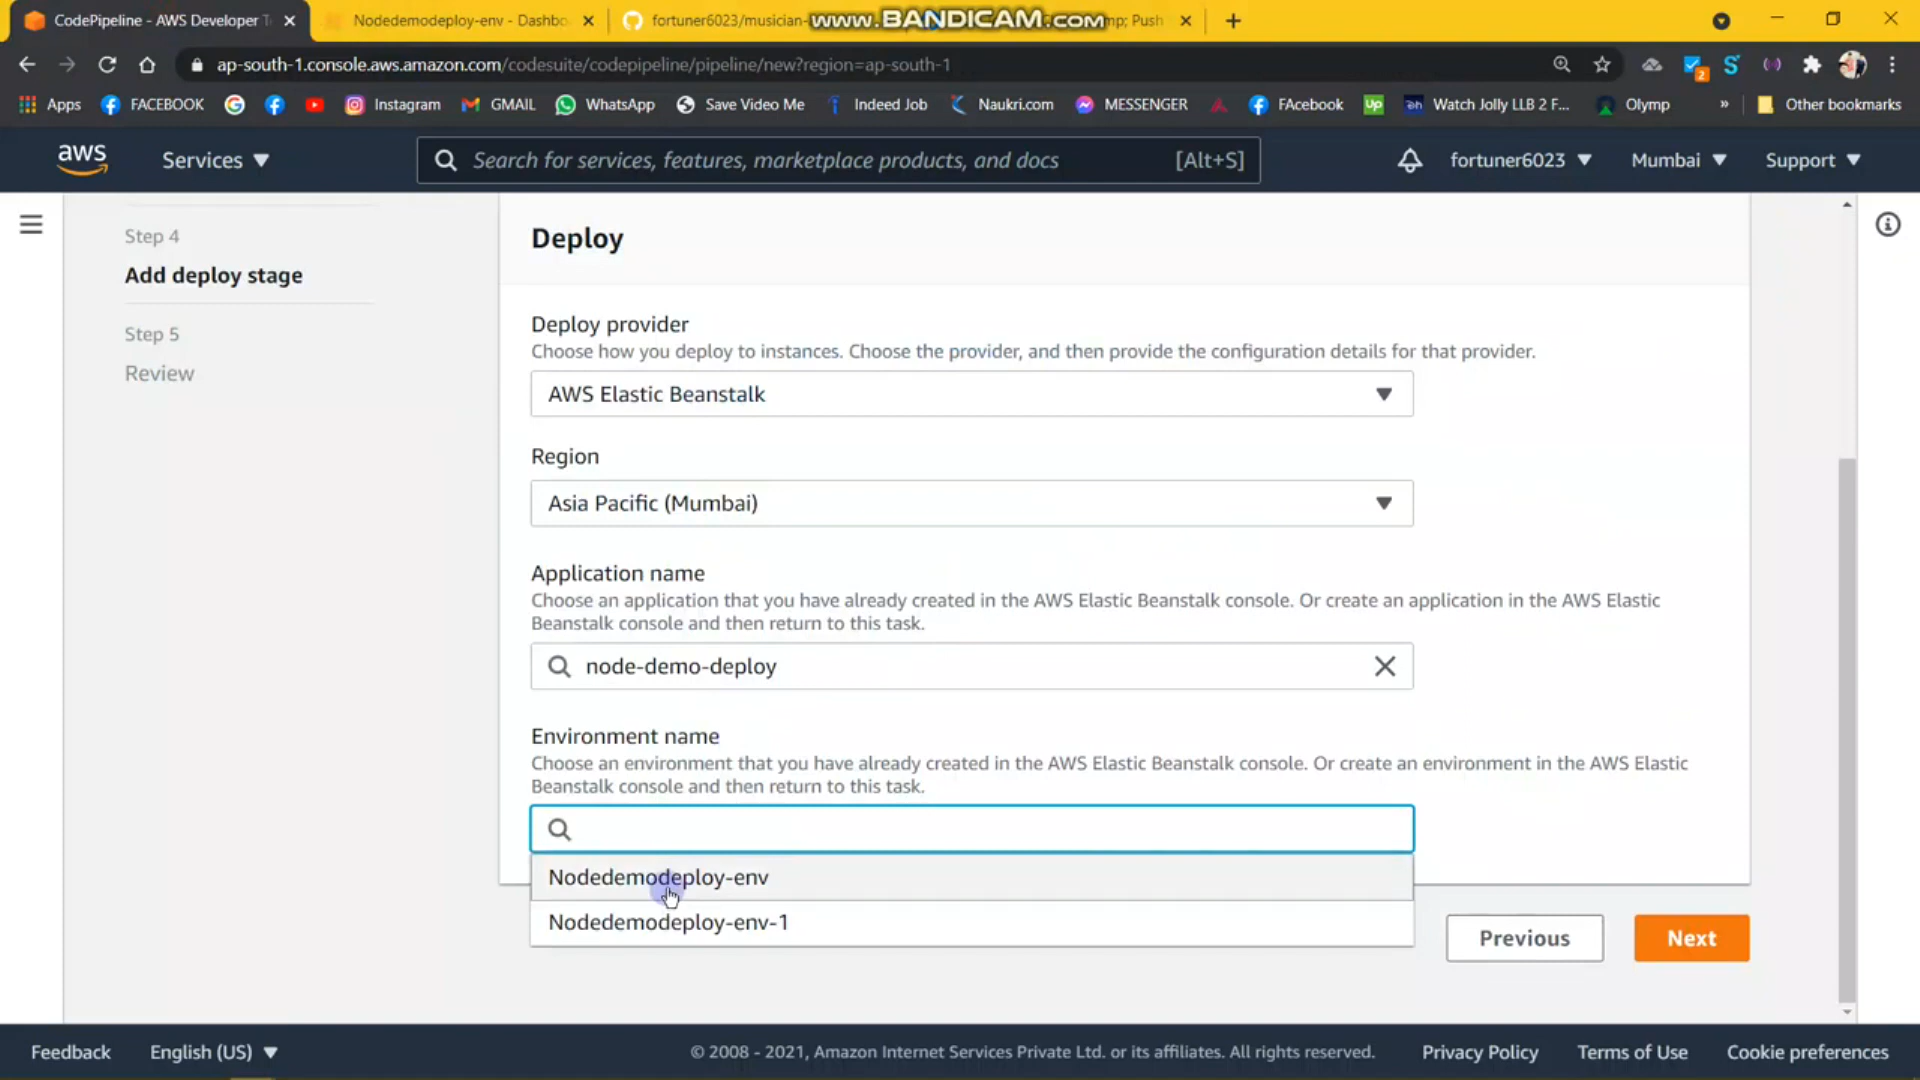 CodePipeline - AWS Developer T
Nodedemodeploy-env - Dashbo
fortuner6023/musician-
www.BANDICAM.com
mp; Push
ap-south-1.console.aws.amazon.com/codesuite/codepipeline/pipeline/new?region=ap-south-1
2
Apps
FACEBOOK
Instagram
GMAIL
WhatsApp
Save Video Me
Indeed Job
Naukri.com
MESSENGER
FAcebook
Up
Watch Jolly LLB 2 F...
Olymp
»
Other bookmarks
aws
Services
Search for services, features, marketplace products, and docs
[Alt+S]
fortuner6023
Mumbai
Support
Step 4
Add deploy stage
Step 5
Review
Deploy
Deploy provider
Choose how you deploy to instances. Choose the provider, and then provide the configuration details for that provider.
AWS Elastic Beanstalk
Region
Asia Pacific (Mumbai)
Application name
Choose an application that you have already created in the AWS Elastic Beanstalk console. Or create an application in the AWS Elastic
Beanstalk console and then return to this task.
node-demo-deploy
Environment name
Choose an environment that you have already created in the AWS Elastic Beanstalk console. Or create an environment in the AWS Elastic
Beanstalk console and then return to this task.
Nodedemodeploy-env
Nodedemodeploy-env-1
Previous
Next
Feedback
English (US)
© 2008 - 2021, Amazon Internet Services Private Ltd. or its affiliates. All rights reserved.
Privacy Policy
Terms of Use
Cookie preferences